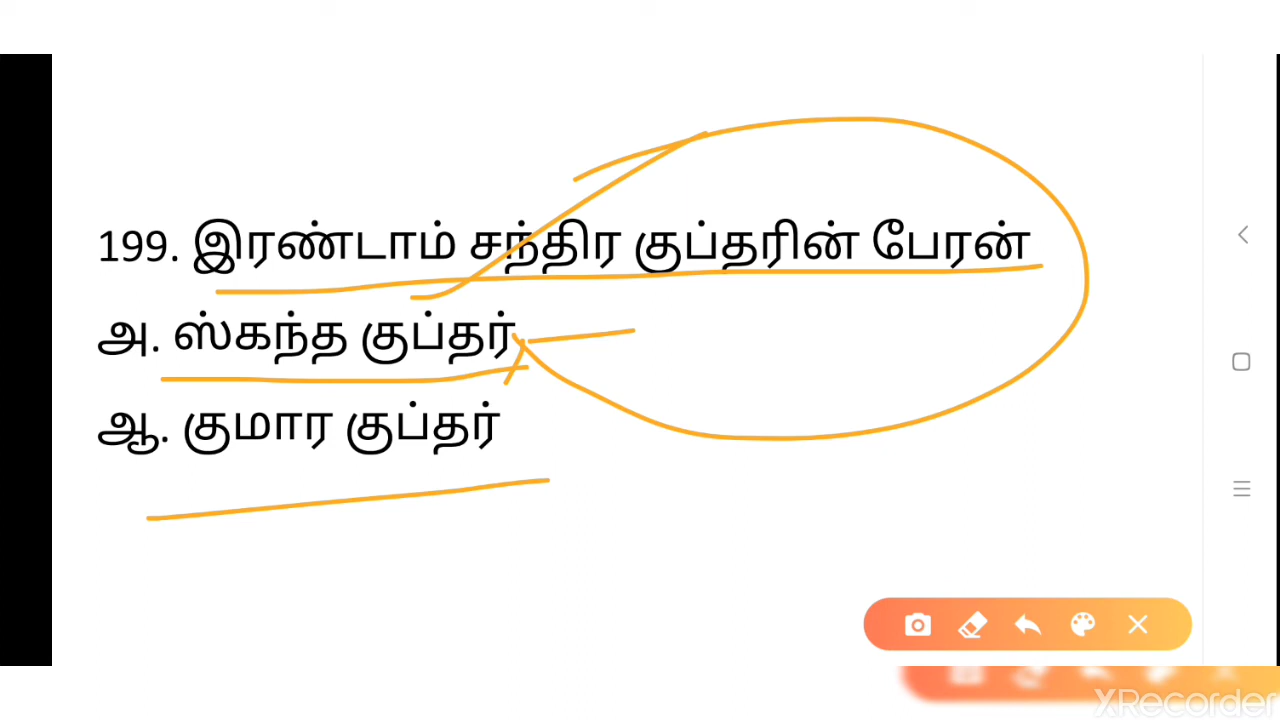 199. இரண்டாம் சந்திர குப்தரின் பேரன்
அ. ஸ்கந்த குப்தர்
ஆ. குமார குப்தர்
XRecorder